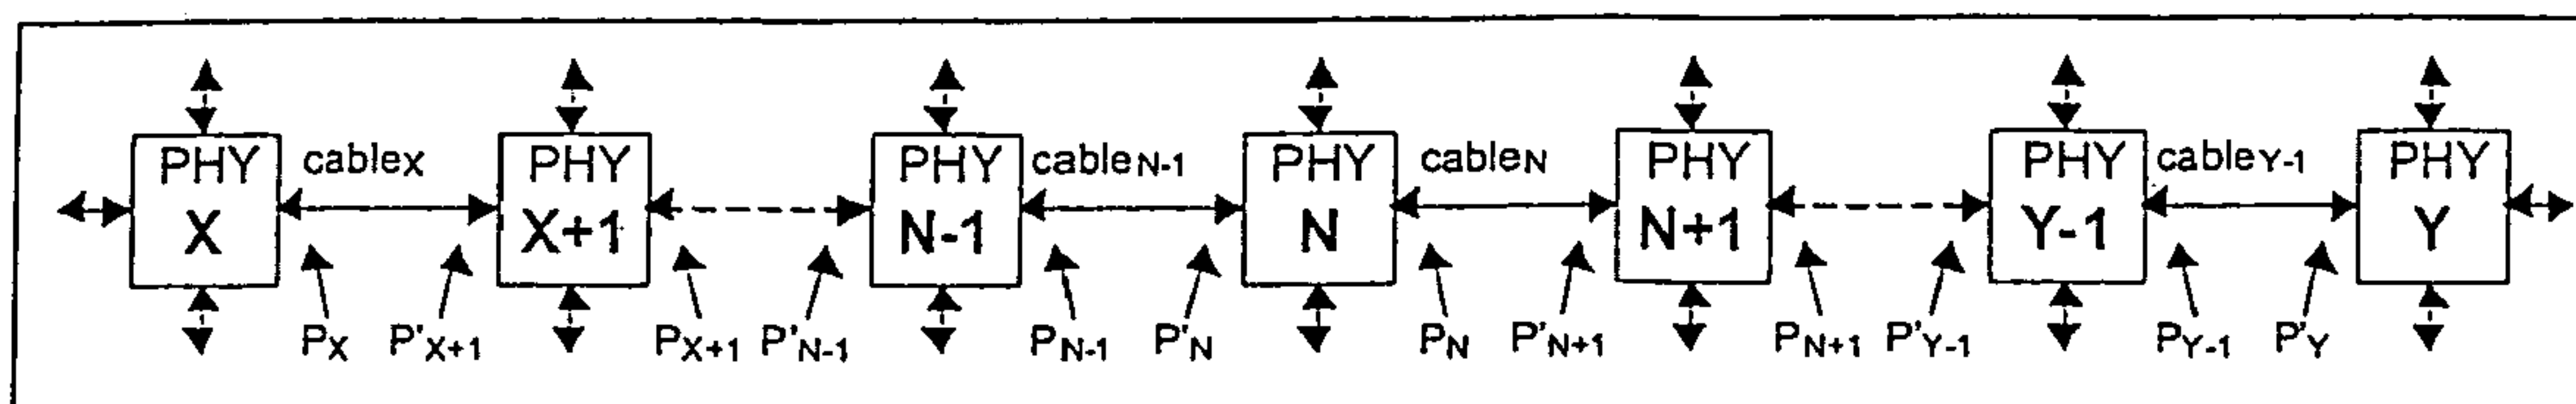 PHY cableX PHY PHY cableN-1 PHY cableN PHY PHY cableY-1 PHY
X X+1 N-1 N N+1 Y-1 Y
PX P'X+1 PX+1 P'N-1 PN-1 P'N PN P'N+1 PN+1 P'Y-1 PY-1 P'Y